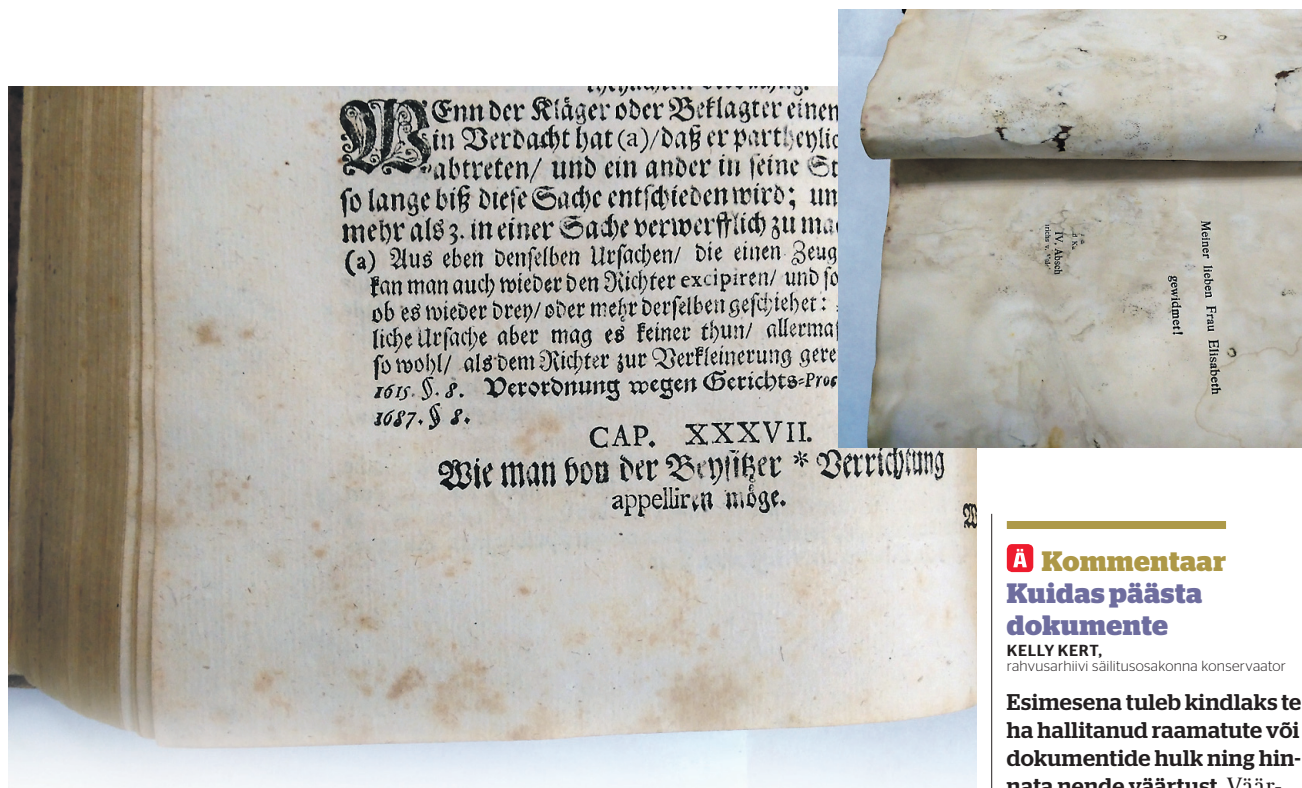 WEnn der Kläger oder Beklagter einen
in Verdacht hat (a)/daß er partheylic
abtreten/ und ein ander in seine St
so lange biß diese Sache entschieden wird; un
mehr als 3. in einer Sache verwerfflich zu ma
(a) Aus eben denselben Ursachen/ die einen Zeug
kan man auch wieder den Richter excipiren/ und so
ob es wieder drey/ oder mehr derselben geschiehet:
liche Ursache aber mag es keiner thun/ allerma
so wohl/ als dem Richter zur Verkleinerung gere
1615. §. 8. Verordnung wegen Gerichts-Proc
1687. § 8.
CAP. XXXVII.
Wie man von der Beysitzer * Verrichtung
appelliren möge.
Meiner lieben Frau Elisabeth
gewidmet!
IV. Absch
Ä Kommentaar
Kuidas päästa
dokumente
KELLY KERT,
rahvusarhiivi säilitusosakonna konservaator
Esimesena tuleb kindlaks te
ha hallitanud raamatute või
dokumentide hulk ning hin-
nata nende väärtust. Väär-